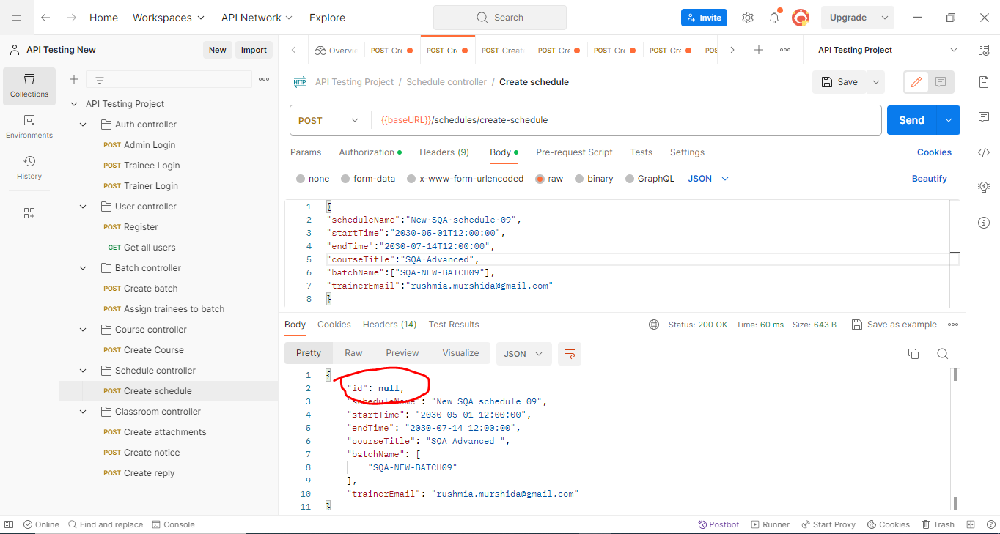 Home Workspaces API Network Explore Search Invite Upgrade
API Testing New New Import Overvie POST Cre POST Cre POST Creat POST Cre POST Cre POST Cre POS API Testing Project
Collections
Environments
History
API Testing Project
Auth controller
POST Admin Login
POST Trainee Login
POST Trainer Login
User controller
POST Register
GET Get all users
Batch controller
POST Create batch
POST Assign trainees to batch
Course controller
POST Create Course
Schedule controller
POST Create schedule
Classroom controller
POST Create attachments
POST Create notice
POST Create reply
HTTP API Testing Project / Schedule controller / Create schedule Save
POST {{baseURL}}/schedules/create-schedule Send
Params Authorization Headers (9) Body Pre-request Script Tests Settings Cookies
none form-data x-www-form-urlencoded raw binary GraphQL JSON Beautify
1 {
2 "scheduleName":"New SQA schedule 09",
3 "startTime":"2030-05-01T12:00:00",
4 "endTime":"2030-07-14T12:00:00",
5 "courseTitle":"SQA Advanced",
6 "batchName":["SQA-NEW-BATCH09"],
7 "trainerEmail":"rushmia.murshida@gmail.com"
8 }
Body Cookies Headers (14) Test Results Status: 200 OK Time: 60 ms Size: 643 B Save as example
Pretty Raw Preview Visualize JSON
1 {
2 "id": null,
3 "scheduleName": "New SQA schedule 09",
4 "startTime": "2030-05-01 12:00:00",
5 "endTime": "2030-07-14 12:00:00",
6 "courseTitle": "SQA Advanced ",
7 "batchName": [
8 "SQA-NEW-BATCH09"
9 ],
10 "trainerEmail": "rushmia.murshida@gmail.com"
11 }
Online Find and replace Console Postbot Runner Start Proxy Cookies Trash